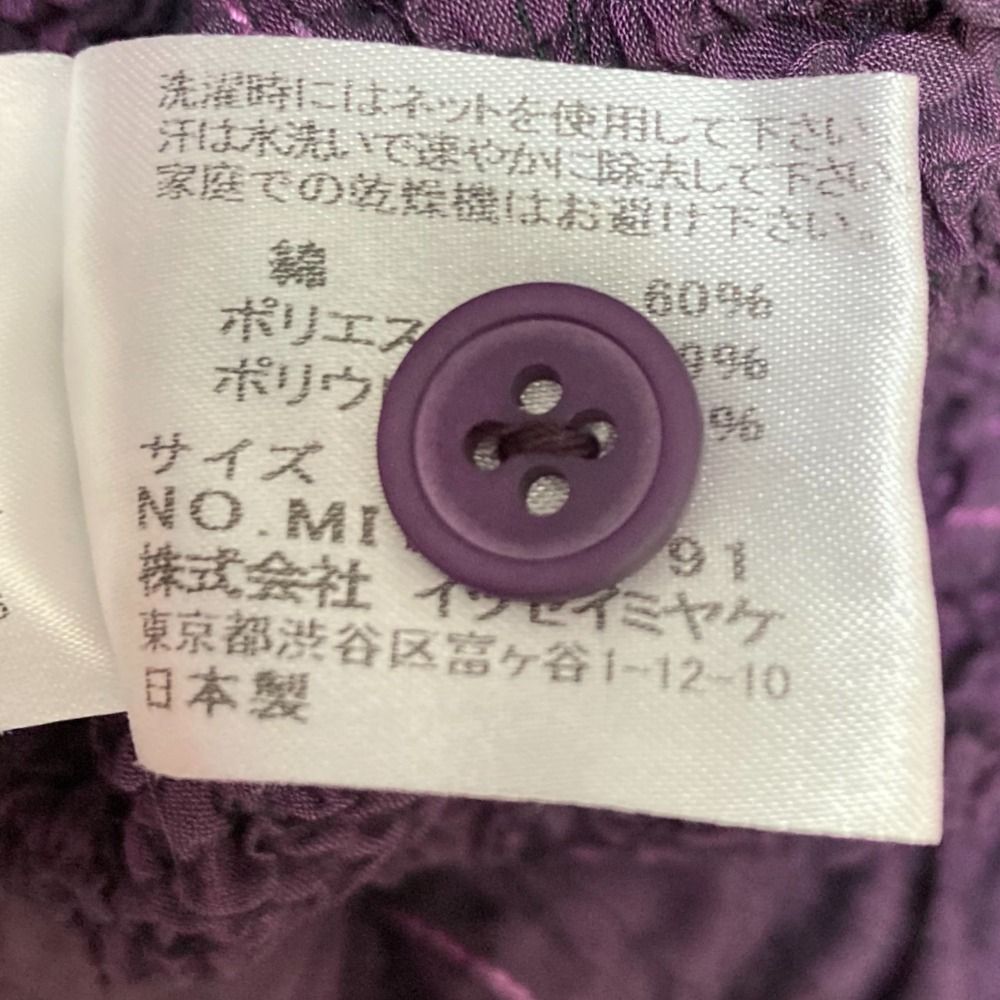 洗濯時にはネットを使用して下さい
汗は水洗いで速やかに除去して下さい
家庭での乾燥機はお避け下さい。
綿 60%
ポリエス 9%
ポリウ %
サイズ
NO.MI 91
株式会社 イッセイミヤケ
東京都渋谷区富ヶ谷1-12-10
日本製